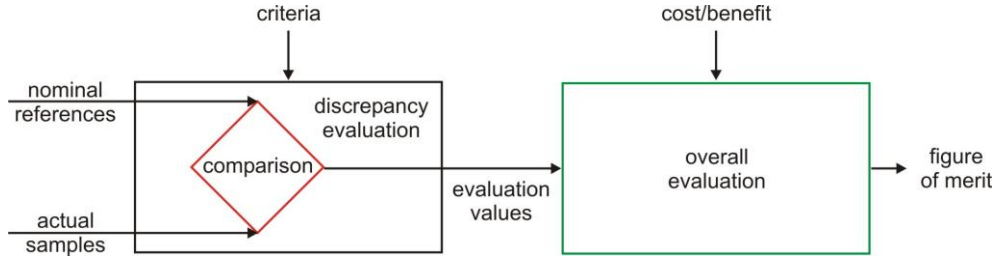 criteria
cost/benefit
nominal
references
discrepancy
evaluation
comparison
actual
samples
evaluation
values
overall
evaluation
figure
of merit